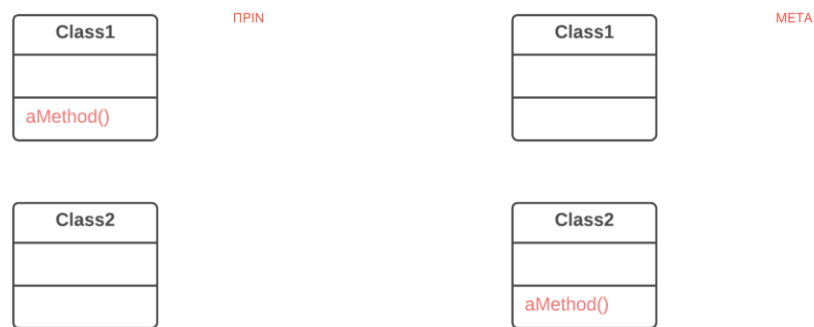 Class1
ΠΡΙΝ
aMethod()
Class2
Class1
ΜΕΤΑ
Class2
aMethod()